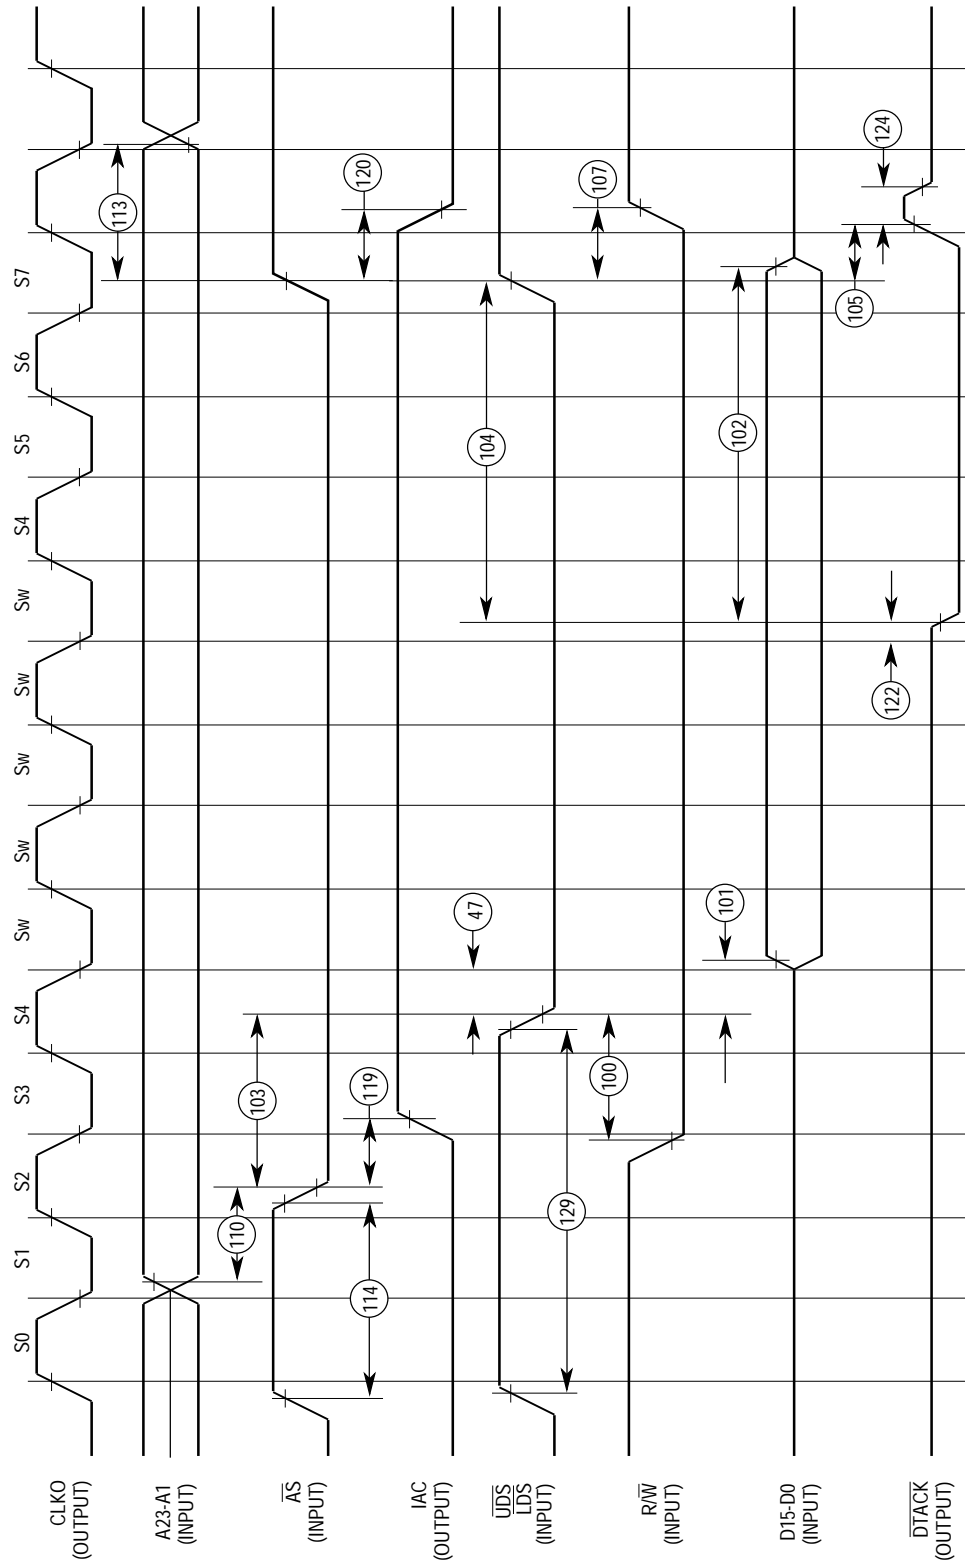 S0
S1
S2
S3
S4
Sw
Sw
Sw
Sw
Sw
S4
S5
S6
S7
CLKO
(OUTPUT)
A23-A1
(INPUT)
113
AS
(INPUT)
114
110
103
IAC
(OUTPUT)
119
120
UDS
LDS
(INPUT)
129
47
104
R/W
(INPUT)
100
107
D15-D0
(INPUT)
101
102
DTACK
(OUTPUT)
122
105
124